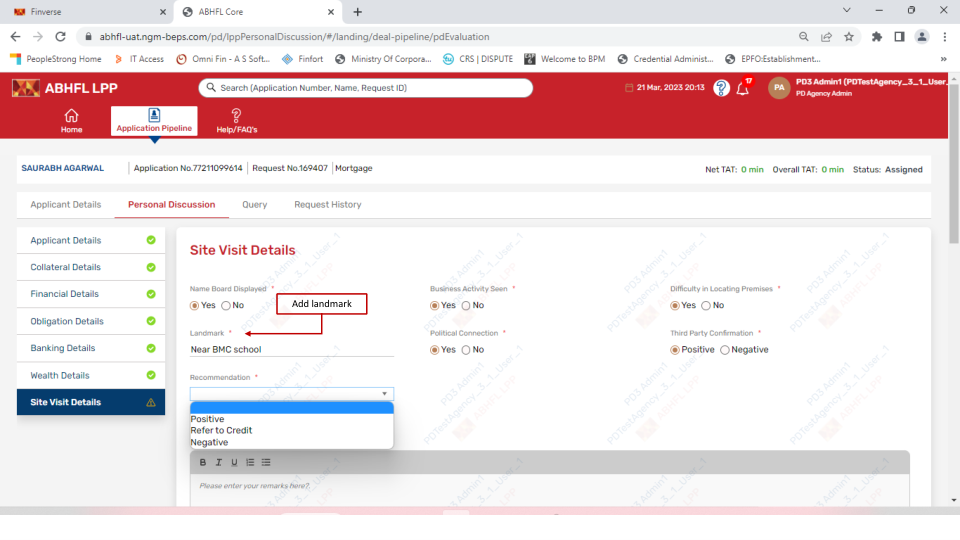 Finverse × ABHFL Core × +
abhfl-uat.ngm-beps.com/pd/lppPersonalDiscussion/#/landing/deal-pipeline/pdEvaluation
PeopleStrong Home IT Access Omni Fin - A S Soft... Finfort Ministry Of Corpora... CRS | DISPUTE Welcome to BPM Credential Administ... EPFO:Establishment... »
ABHFL LPP Search (Application Number, Name, Request ID) 21 Mar, 2023 20:13 17 PA PD3 Admin1 (PDTestAgency_3_1_User_
PD Agency Admin
Home Application Pipeline Help/FAQ's
SAURABH AGARWAL Application No.77211099614 Request No.169407 Mortgage Net TAT: 0 min Overall TAT: 0 min Status: Assigned
Applicant Details Personal Discussion Query Request History
Applicant Details
Collateral Details
Financial Details
Obligation Details
Banking Details
Wealth Details
Site Visit Details
Site Visit Details
Name Board Displayed * Business Activity Seen * Difficulty in Locating Premises *
Yes No Add landmark Yes No Yes No
Landmark * Political Connection * Third Party Confirmation *
Near BMC school Yes No Positive Negative
Recommendation *
Positive
Refer to Credit
Negative
B I U
Please enter your remarks here?
PD3 Admin1
PDTestAgency_3_1_User_1
ABHFL LPP